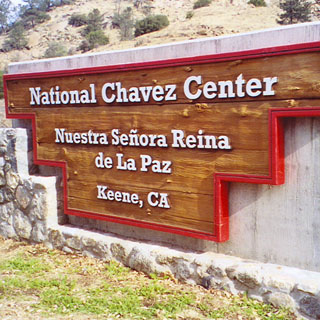 National Chavez Center
Nuestra Señora Reina
de La Paz
Keene, CA